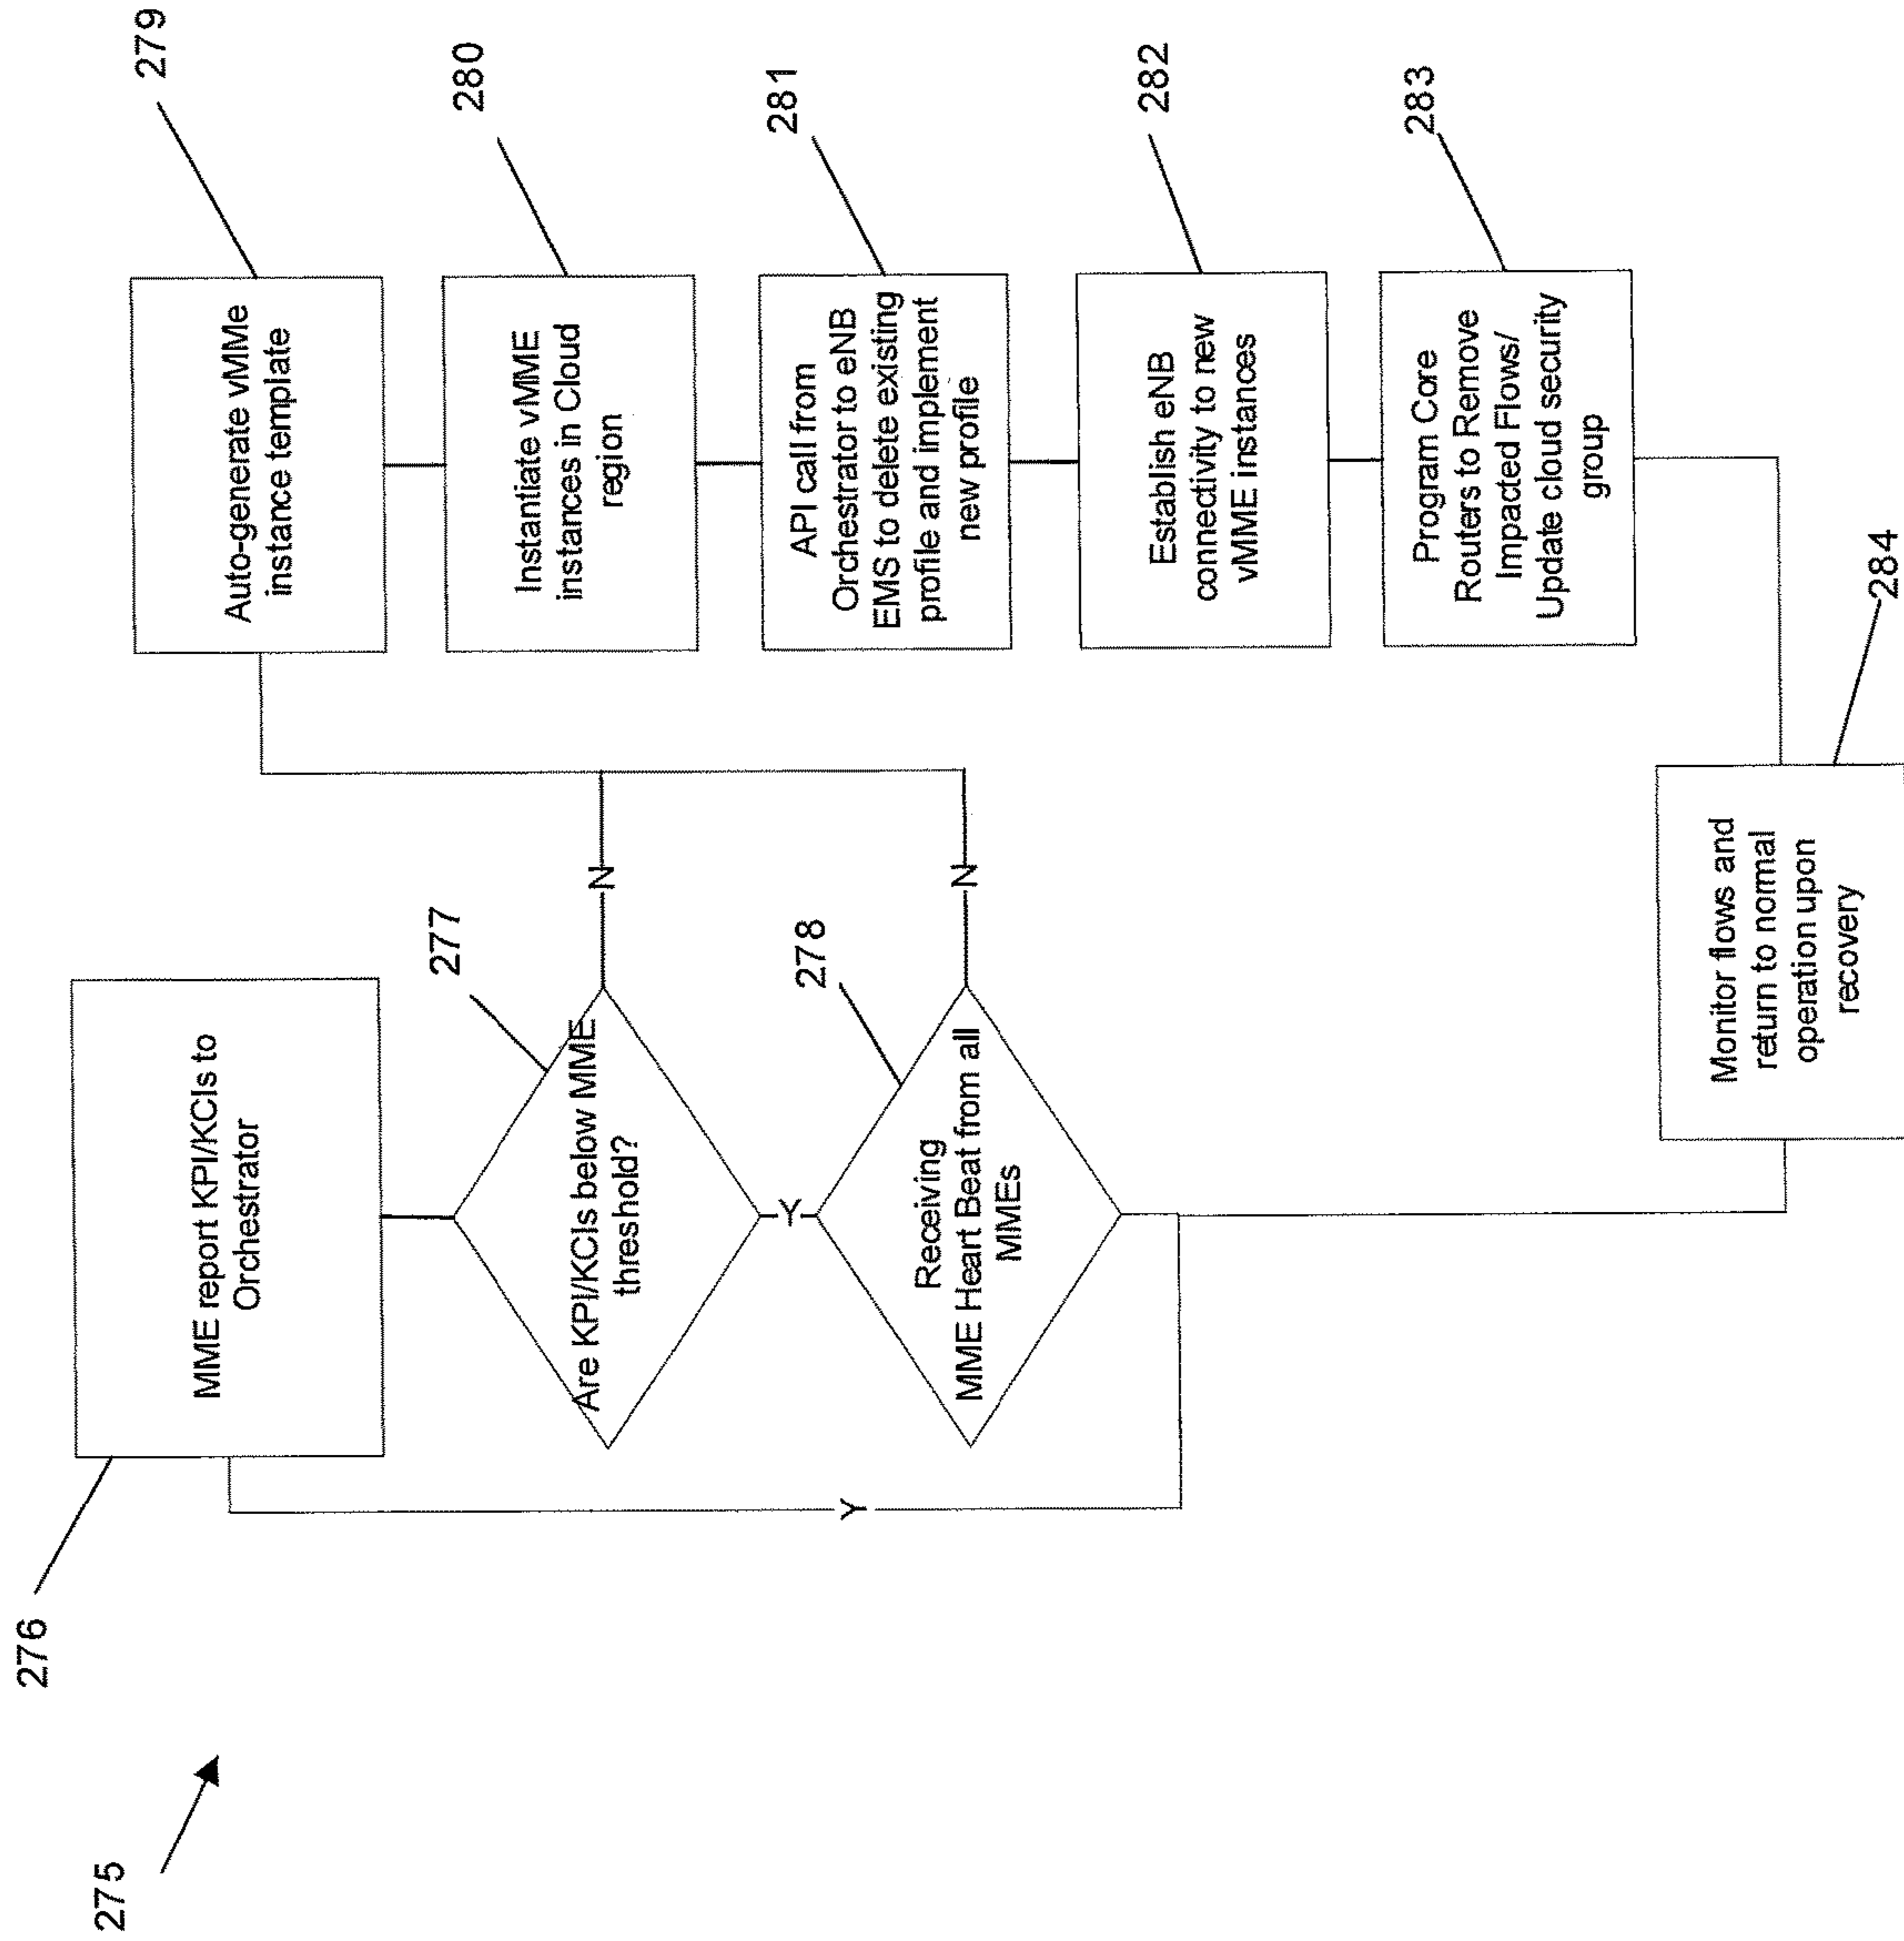 275
276
MME report KPI/KCIs to
Orchestrator
277
Are KPI/KCIs below MME
threshold?
N
Y
278
Receiving
MME Heart Beat from all
MMEs
N
Y
279
Auto-generate vMMe
instance template
280
Instantiate vMME
instances in Cloud
region
281
API call from
Orchestrator to eNB
EMS to delete existing
profile and implement
new profile
282
Establish eNB
connectivity to new
vMME instances
283
Program Core
Routers to Remove
Impacted Flows/
Update cloud security
group
284
Monitor flows and
return to normal
operation upon
recovery